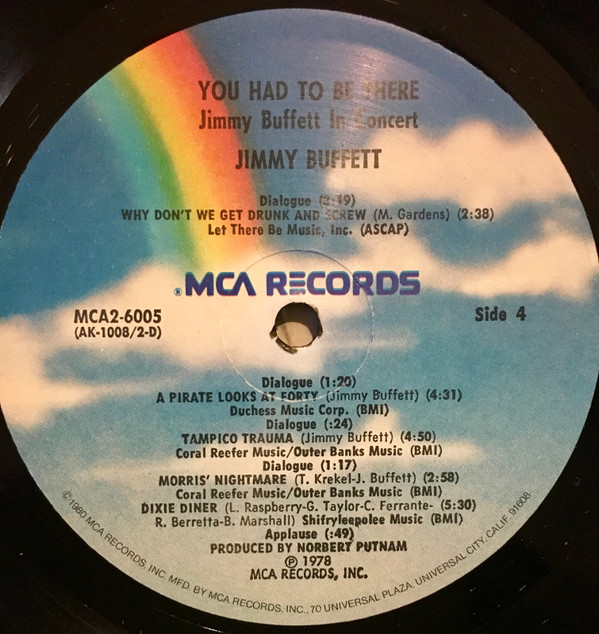 YOU HAD TO BE THERE
Jimmy Buffett In Concert
JIMMY BUFFETT
Dialogue (2:19)
WHY DON'T WE GET DRUNK AND SCREW (M. Gardens) (2:38)
Let There Be Music, Inc. (ASCAP)
® MCA RECORDS
MCA2-6005
(AK-1008/2-D)
Side 4
Dialogue (1:20)
A PIRATE LOOKS AT FORTY (Jimmy Buffett) (4:31)
Duchess Music Corp. (BMI)
Dialogue (:24)
TAMPICO TRAUMA (Jimmy Buffett) (4:50)
Coral Reefer Music/Outer Banks Music (BMI)
Dialogue (1:17)
MORRIS' NIGHTMARE (T. Krekel-J. Buffett) (2:58)
Coral Reefer Music/Outer Banks Music (BMI)
DIXIE DINER (L. Raspberry-G. Taylor-C. Ferrante- (5:30)
R. Berretta-B. Marshall) Shifryleepolee Music (BMI)
Applause (:49)
PRODUCED BY NORBERT PUTNAM
℗ 1978
MCA RECORDS, INC.
© 1980 MCA RECORDS, INC. MFD. BY MCA RECORDS, INC., 70 UNIVERSAL PLAZA, UNIVERSAL CITY, CALIF. 91608